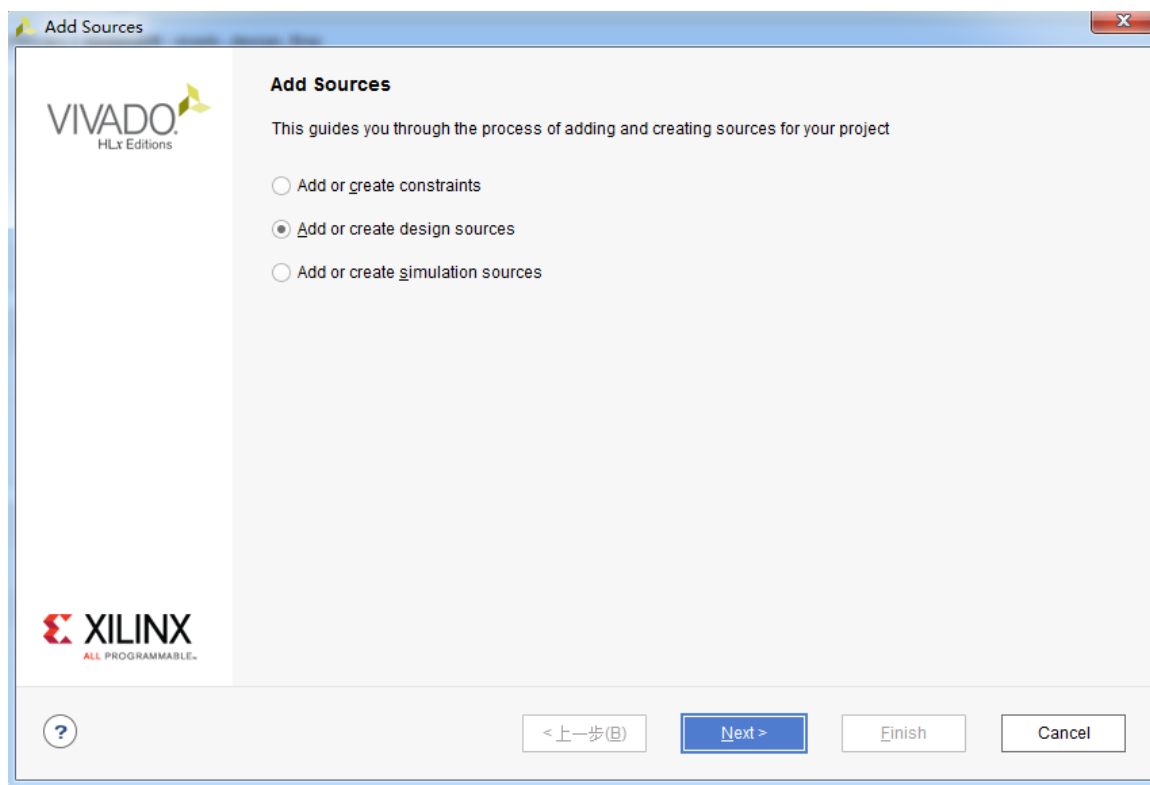 Add Sources
VIVADO.
HLx Editions
Add Sources
This guides you through the process of adding and creating sources for your project
Add or create constraints
Add or create design sources
Add or create simulation sources
XILINX
ALL PROGRAMMABLE™
?
<上一步(B)
Next >
Finish
Cancel